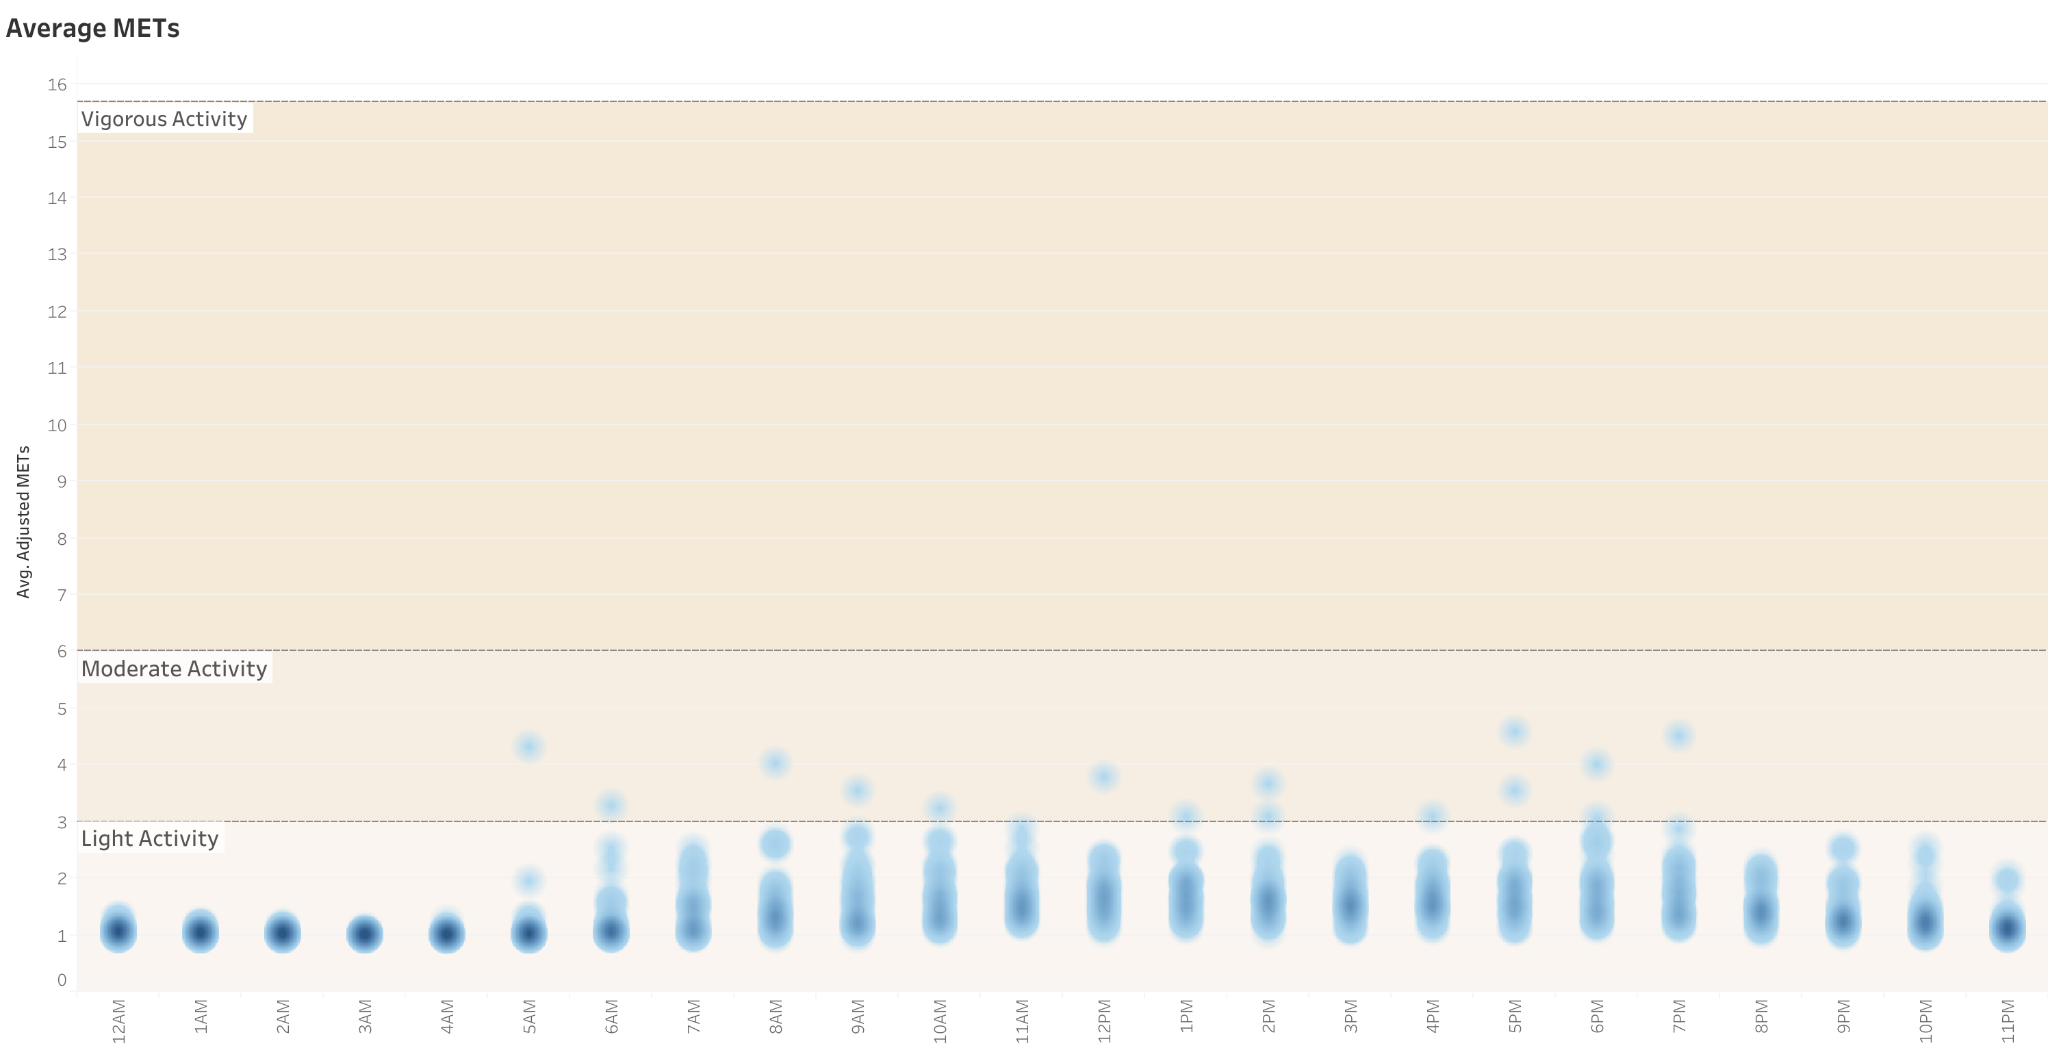 Average METs
16
Vigorous Activity
15
14
13
12
11
10
9
8
7
6
Moderate Activity
5
4
3
Light Activity
2
1
0
Avg. Adjusted METs
12AM
1AM
2AM
3AM
4AM
5AM
6AM
7AM
8AM
9AM
10AM
11AM
12PM
1PM
2PM
3PM
4PM
5PM
6PM
7PM
8PM
9PM
10PM
11PM